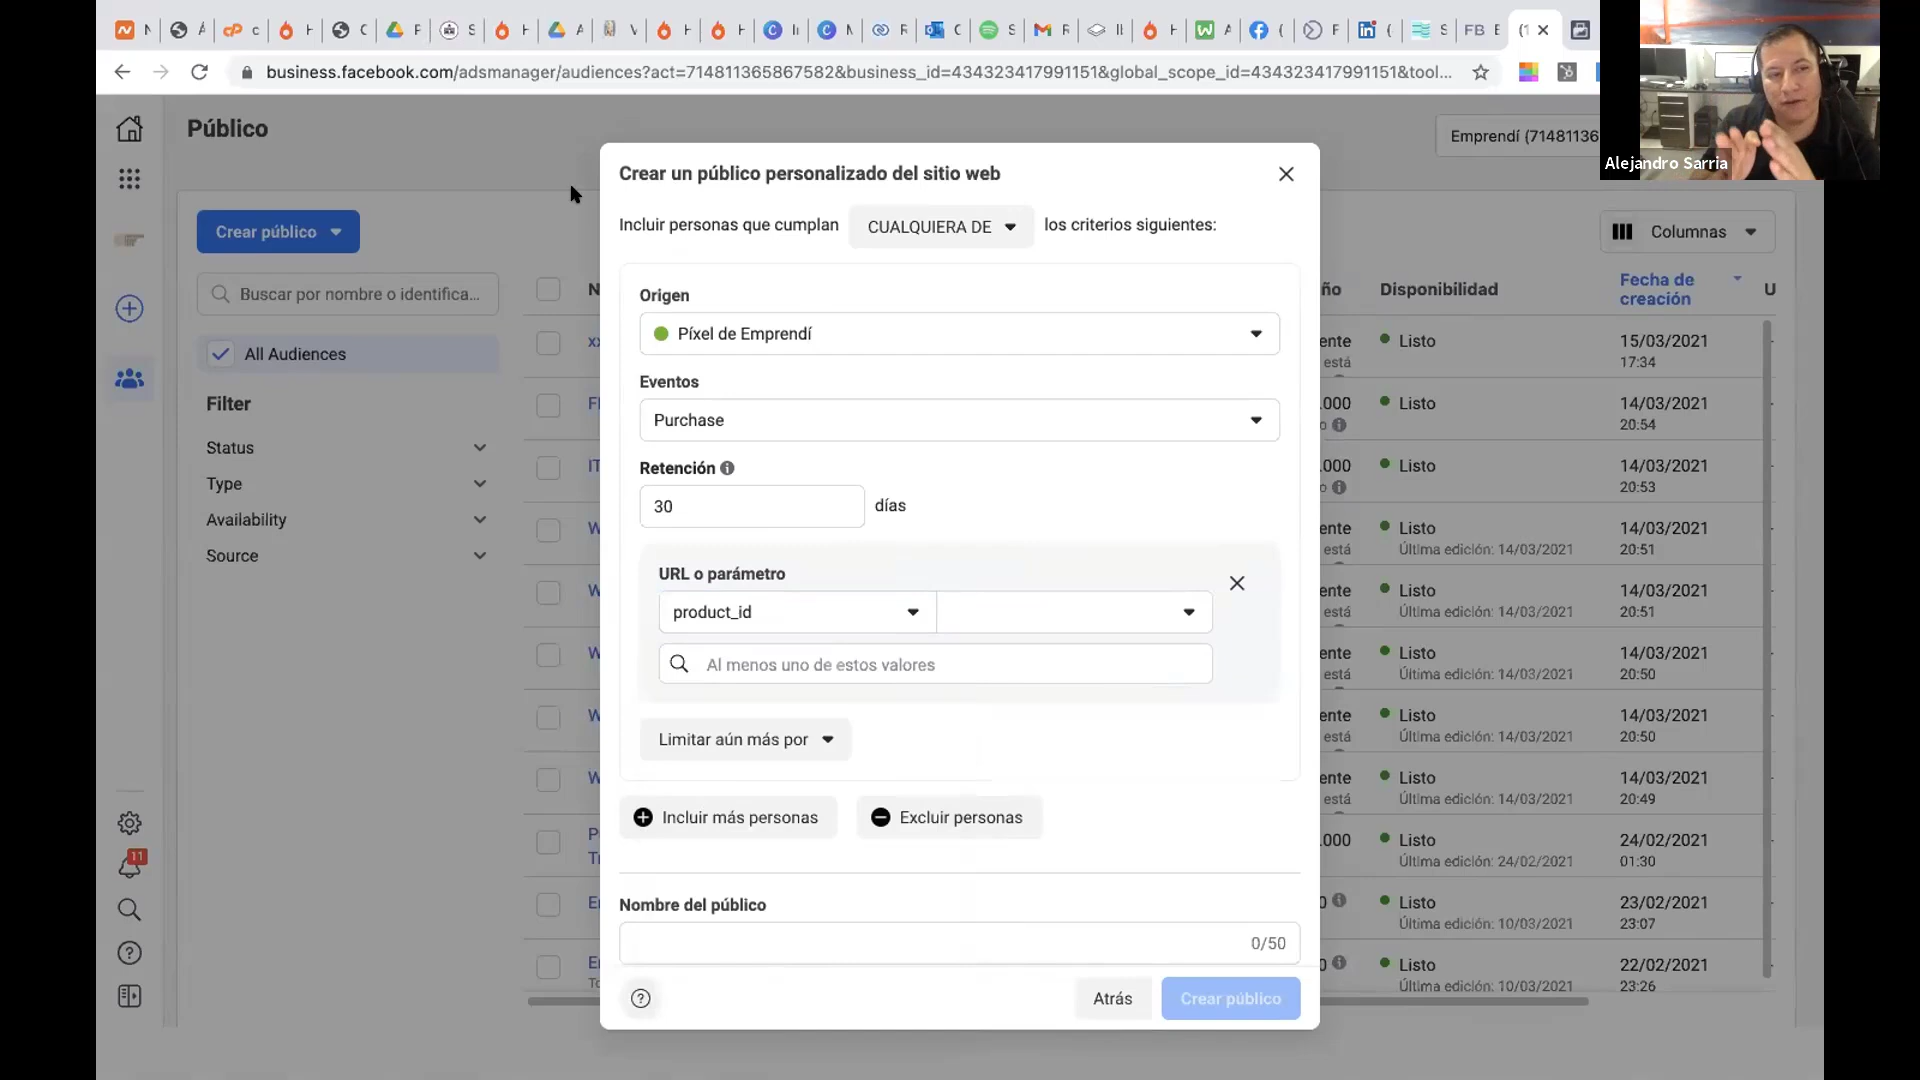 business.facebook.com/adsmanager/audiences?act=714811365867582&business_id=434323417991151&global_scope_id=434323417991151&tool...
Alejandro Sarria
Público
Emprendí (71481136
Crear público
Buscar por nombre o identifica...
All Audiences
Filter
Status
Type
Availability
Source
11
Crear un público personalizado del sitio web
Incluir personas que cumplan CUALQUIERA DE los criterios siguientes:
Origen
Píxel de Emprendí
Eventos
Purchase
Retención
30 días
URL o parámetro
product_id
Al menos uno de estos valores
Limitar aún más por
Incluir más personas
Excluir personas
Nombre del público
0/50
Atrás
Crear público
Columnas
Disponibilidad
Fecha de
creación
Listo 15/03/2021
17:34
Listo 14/03/2021
20:54
Listo 14/03/2021
20:53
Listo 14/03/2021
Última edición: 14/03/2021 20:51
Listo 14/03/2021
Última edición: 14/03/2021 20:51
Listo 14/03/2021
Última edición: 14/03/2021 20:50
Listo 14/03/2021
Última edición: 14/03/2021 20:50
Listo 14/03/2021
Última edición: 14/03/2021 20:49
Listo 24/02/2021
Última edición: 24/02/2021 01:30
Listo 23/02/2021
Última edición: 10/03/2021 23:07
Listo 22/02/2021
Última edición: 10/03/2021 23:26